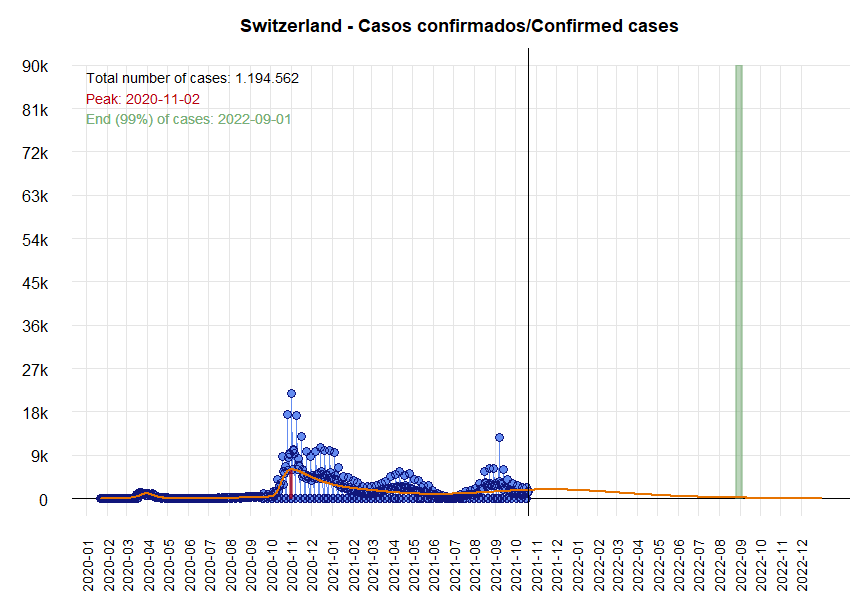 Switzerland - Casos confirmados/Confirmed cases
90k
Total number of cases: 1.194.562
Peak: 2020-11-02
End (99%) of cases: 2022-09-01
81k
72k
63k
54k
45k
36k
27k
18k
9k
0
2020-01
2020-02
2020-03
2020-04
2020-05
2020-06
2020-07
2020-08
2020-09
2020-10
2020-11
2020-12
2021-01
2021-02
2021-03
2021-04
2021-05
2021-06
2021-07
2021-08
2021-09
2021-10
2021-11
2021-12
2022-02
2022-03
2022-04
2022-05
2022-06
2022-07
2022-08
2022-09
2022-10
2022-11
2022-12